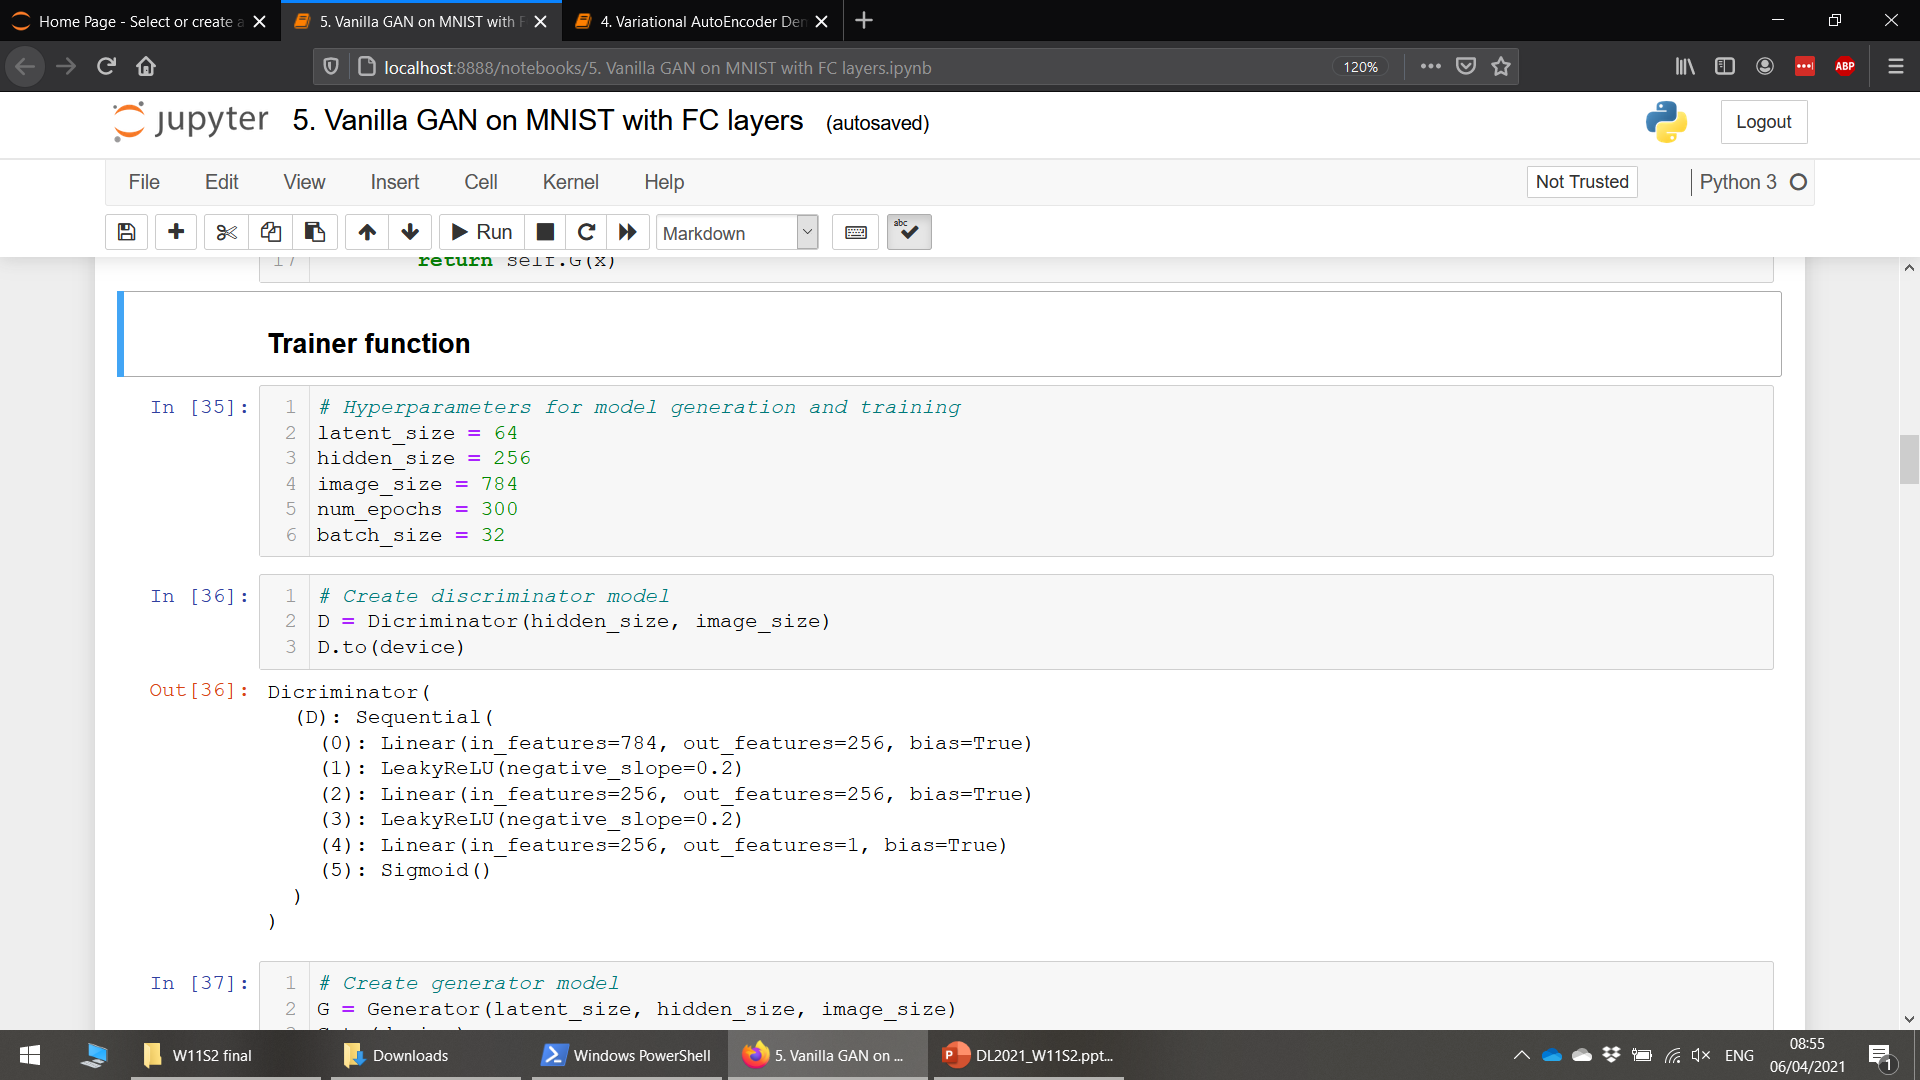 Home Page - Select or create a
5. Vanilla GAN on MNIST with F
4. Variational AutoEncoder Der
localhost:8888/notebooks/5. Vanilla GAN on MNIST with FC layers.ipynb
120%
ABP
jupyter 5. Vanilla GAN on MNIST with FC layers (autosaved)
Logout
File Edit View Insert Cell Kernel Help
Not Trusted
Python 3
Run
Markdown
abc
17 return self.G(x)
Trainer function
In [35]:
1 # Hyperparameters for model generation and training
2 latent_size = 64
3 hidden_size = 256
4 image_size = 784
5 num_epochs = 300
6 batch_size = 32
In [36]:
1 # Create discriminator model
2 D = Dicriminator(hidden_size, image_size)
3 D.to(device)
Out[36]: Dicriminator(
(D): Sequential(
(0): Linear(in_features=784, out_features=256, bias=True)
(1): LeakyReLU(negative_slope=0.2)
(2): Linear(in_features=256, out_features=256, bias=True)
(3): LeakyReLU(negative_slope=0.2)
(4): Linear(in_features=256, out_features=1, bias=True)
(5): Sigmoid()
)
)
In [37]:
1 # Create generator model
2 G = Generator(latent_size, hidden_size, image_size)
W11S2 final
Downloads
Windows PowerShell
5. Vanilla GAN on ...
DL2021_W11S2.ppt...
ENG
08:55
06/04/2021
1